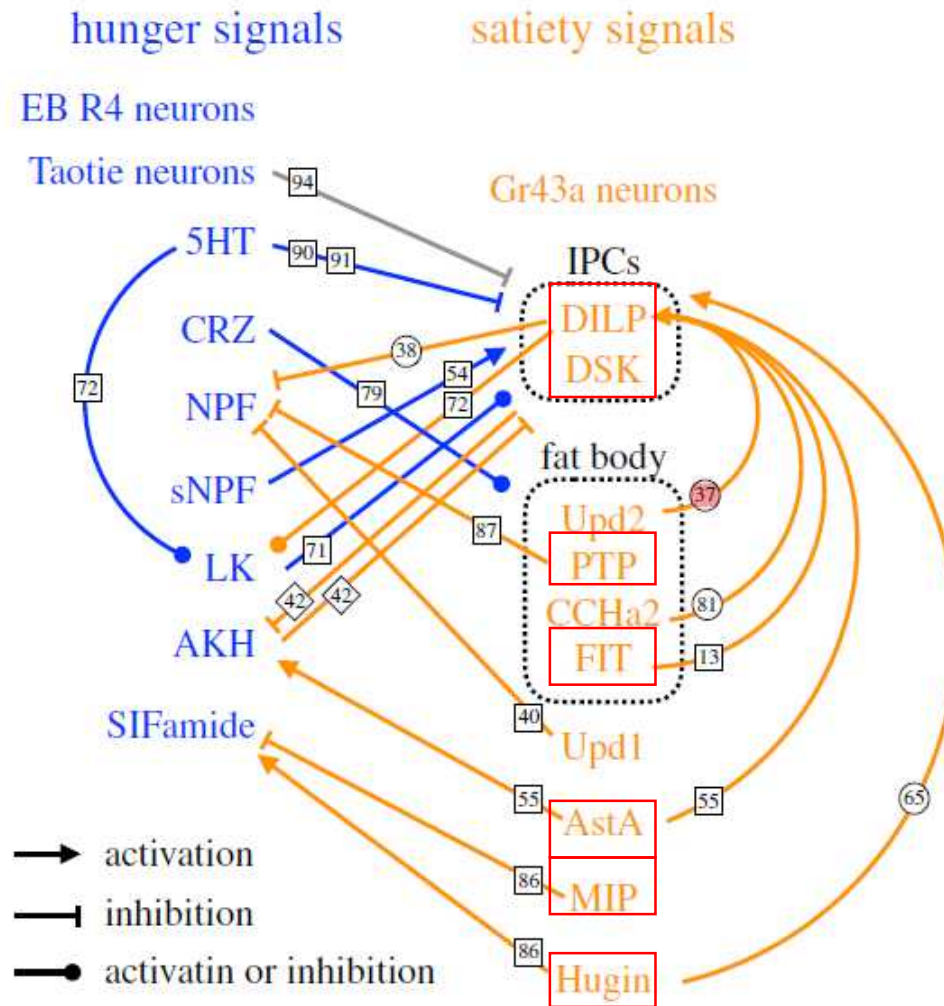 hunger signals
satiety signals
EB R4 neurons
Taotie neurons
94
Gr43a neurons
5HT
90
91
IPCs
CRZ
DILP
38
54
DSK
72
79
72
NPF
fat body
sNPF
Upd2
37
87
PTP
LK
71
CCHa2
81
42
42
AKH
FIT
13
40
SIFamide
Upd1
55
AstA
55
65
activation
86
MIP
inhibition
86
activatin or inhibition
Hugin